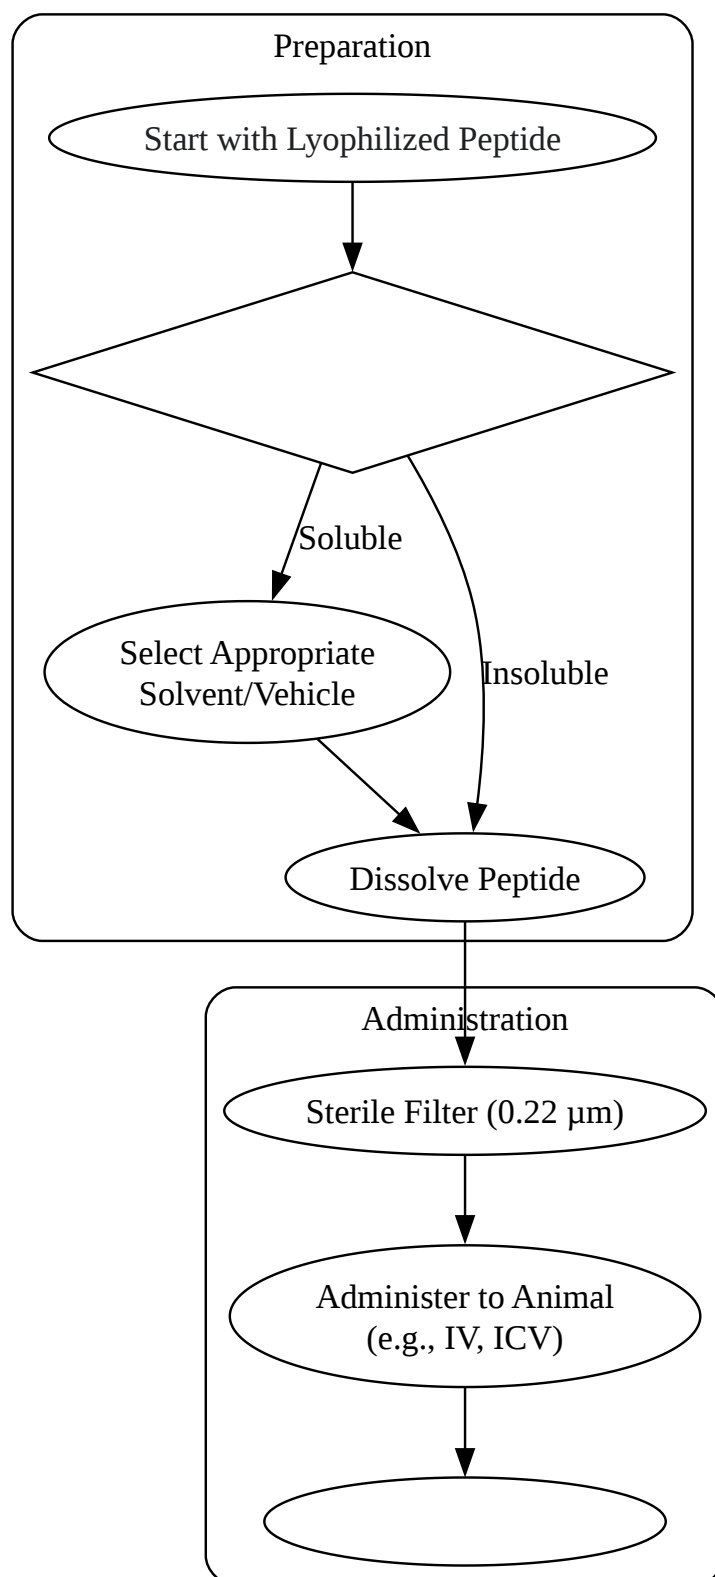 Preparation
Start with Lyophilized Peptide
Soluble
Select Appropriate
Solvent/Vehicle
Insoluble
Dissolve Peptide
Administration
Sterile Filter (0.22 µm)
Administer to Animal
(e.g., IV, ICV)